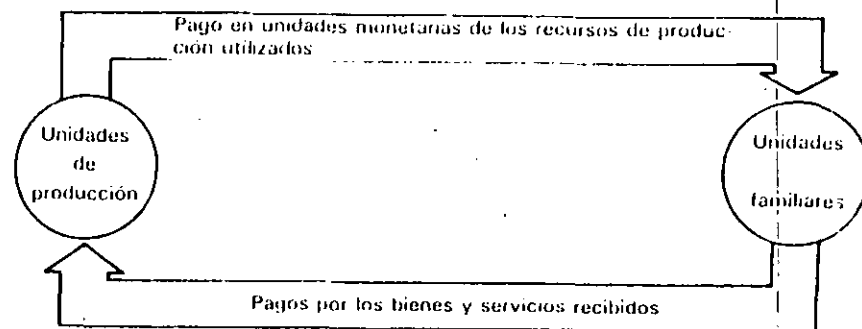 Pago en unidades monetarias de los recursos de produc-
ción utilizados
Unidades
de
producción
Unidades
familiares
Pagos por los bienes y servicios recibidos